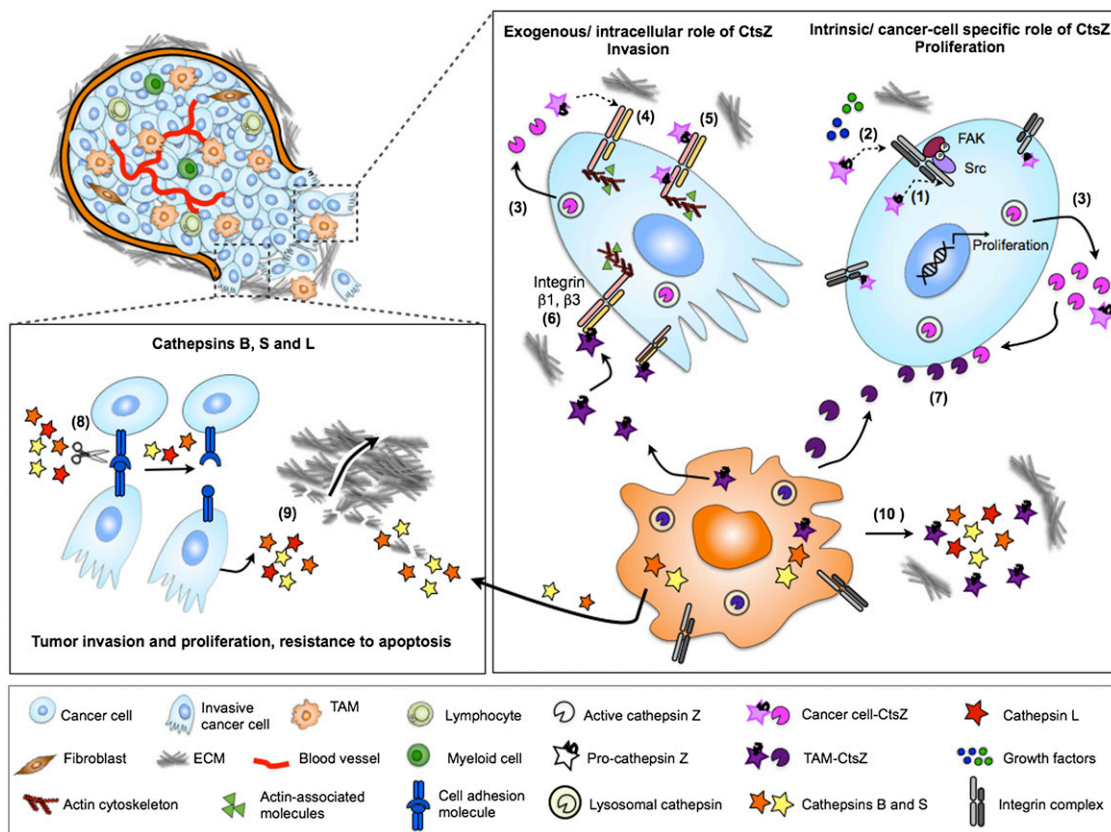 Exogenous/ intracellular role of CtsZ
Invasion
Intrinsic/ cancer-cell specific role of CtsZ
Proliferation
(4)
(5)
(3)
Integrin
β1, β3
(6)
(2)
FAK
Src
(1)
(3)
Proliferation
(7)
(10 )
Cathepsins B, S and L
(8)
(9)
Tumor invasion and proliferation, resistance to apoptosis
Cancer cell
Invasive
cancer cell
TAM
Lymphocyte
Active cathepsin Z
Cancer cell-CtsZ
Cathepsin L
Fibroblast
ECM
Blood vessel
Myeloid cell
Pro-cathepsin Z
TAM-CtsZ
Growth factors
Actin cytoskeleton
Actin-associated
molecules
Cell adhesion
molecule
Lysosomal cathepsin
Cathepsins B and S
Integrin complex